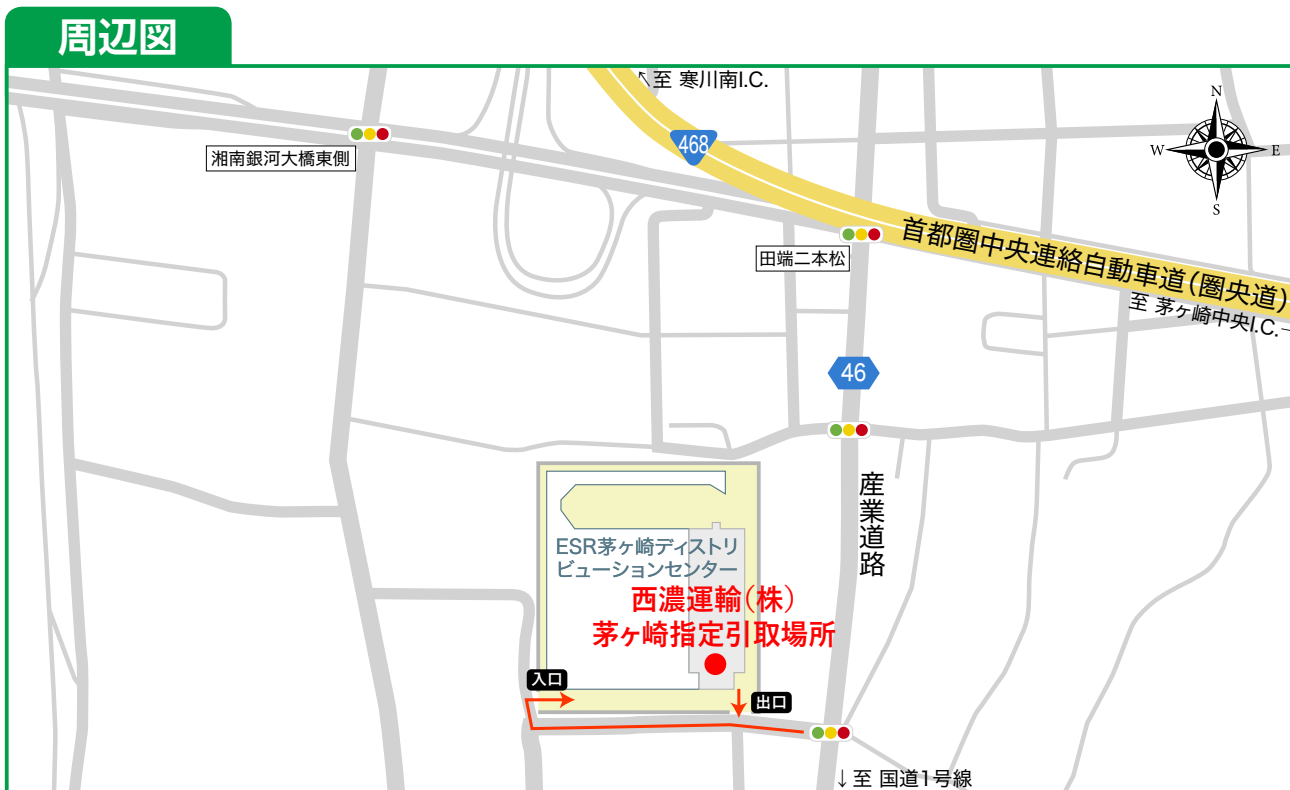 周辺図
↖至 寒川南I.C.
N
W
E
S
468
湘南銀河大橋東側
首都圏中央連絡自動車道(圏央道)
田端二本松
至 茅ヶ崎中央I.C.→
46
産業道路
ESR茅ヶ崎ディストリ
ビューションセンター
西濃運輸(株)
茅ヶ崎指定引取場所
入口
出口
↓至 国道1号線